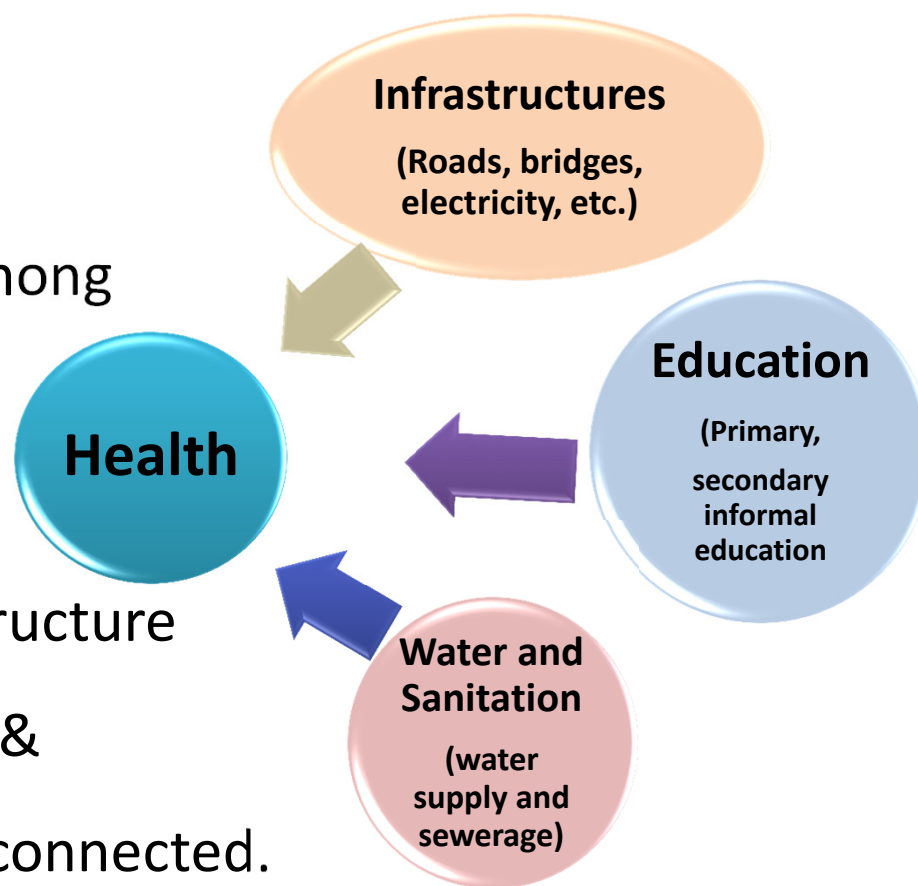 Infrastructures
(Roads, bridges,
electricity, etc.)
hong
Education
(Primary,
secondary
informal
education
Health
ructure
&
connected.
Water and
Sanitation
(water
supply and
sewerage)